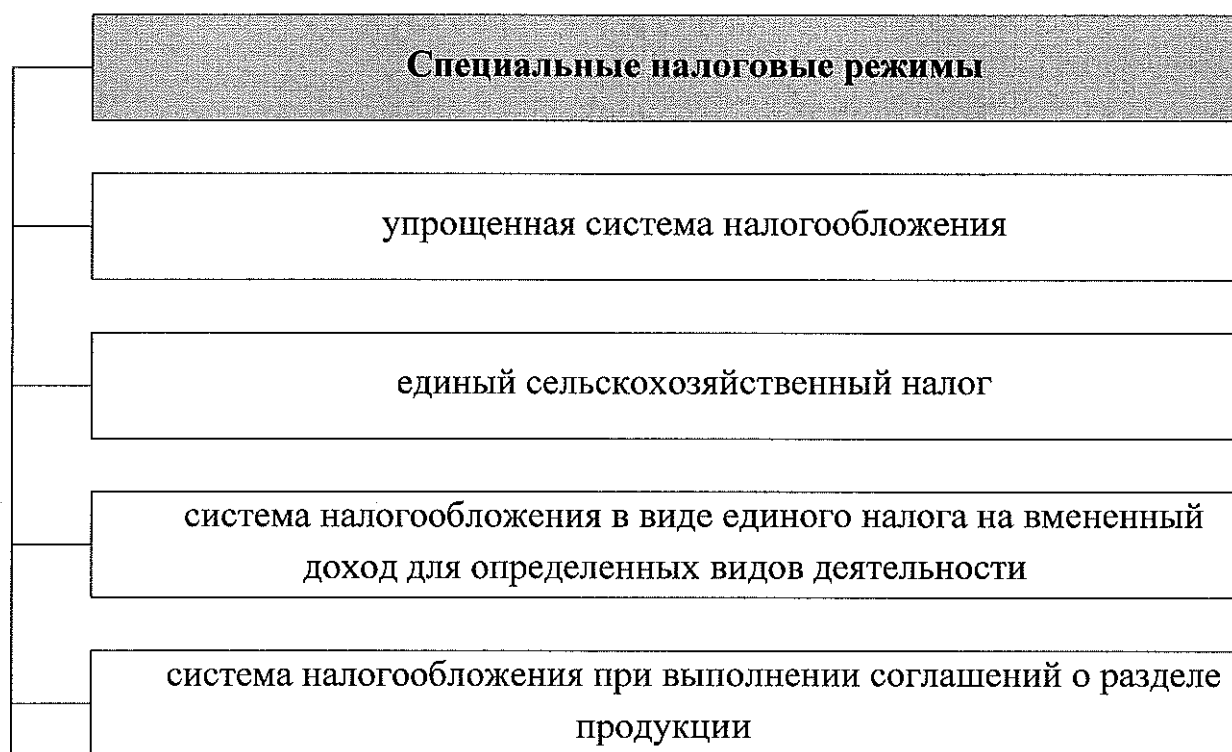 Специальные налоговые режимы
упрощенная система налогообложения
единый сельскохозяйственный налог
система налогообложения в виде единого налога на вмененный
доход для определенных видов деятельности
система налогообложения при выполнении соглашений о разделе
продукции